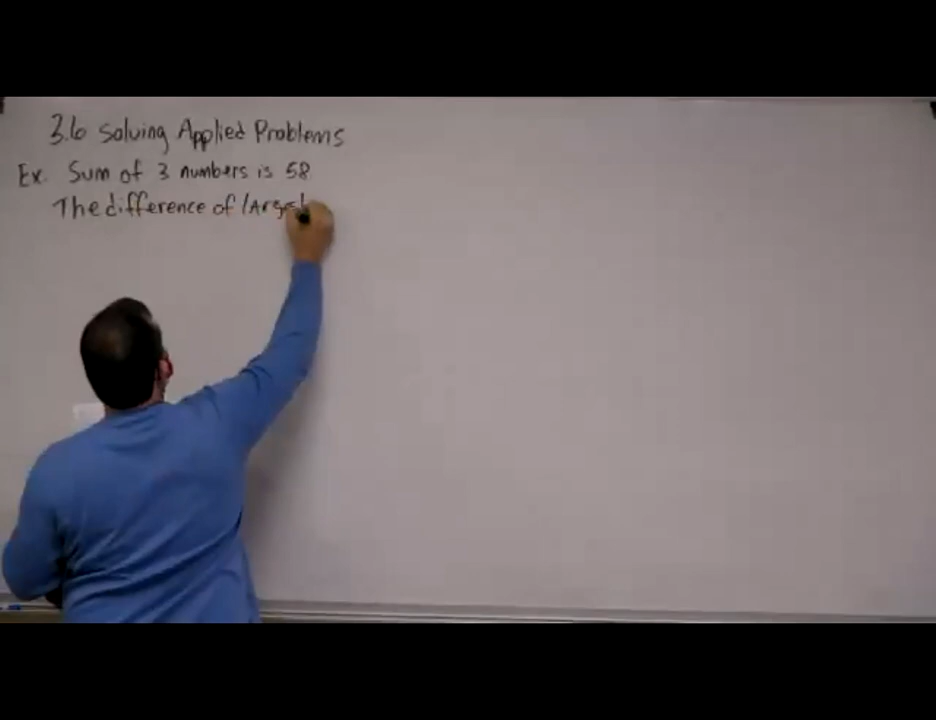 3.6 Solving Applied Problems
Ex. Sum of 3 numbers is 58
The difference of